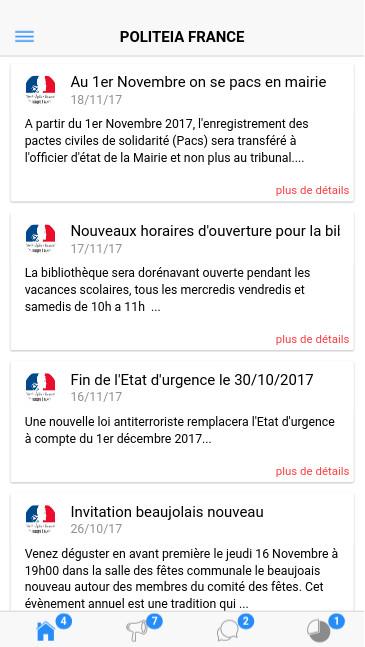 POLITEIA FRANCE
Au 1er Novembre on se pacs en mairie
18/11/17
A partir du 1er Novembre 2017, l'enregistrement des
pactes civiles de solidarité (Pacs) sera transféré à
l'officier d'état de la Mairie et non plus au tribunal....
plus de détails
Nouveaux horaires d'ouverture pour la bil
17/11/17
La bibliothèque sera dorénavant ouverte pendant les
vacances scolaires, tous les mercredis vendredis et
samedis de 10h a 11h ...
plus de détails
Fin de l'Etat d'urgence le 30/10/2017
16/11/17
Une nouvelle loi antiterroriste remplacera l'Etat d'urgence
à compte du 1er décembre 2017...
plus de détails
Invitation beaujolais nouveau
26/10/17
Venez déguster en avant première le jeudi 16 Novembre à
19h00 dans la salle des fêtes communale le beaujolais
nouveau autour des membres du comité des fêtes. Cet
évènement annuel est une tradition qui ...
4 7 2 1